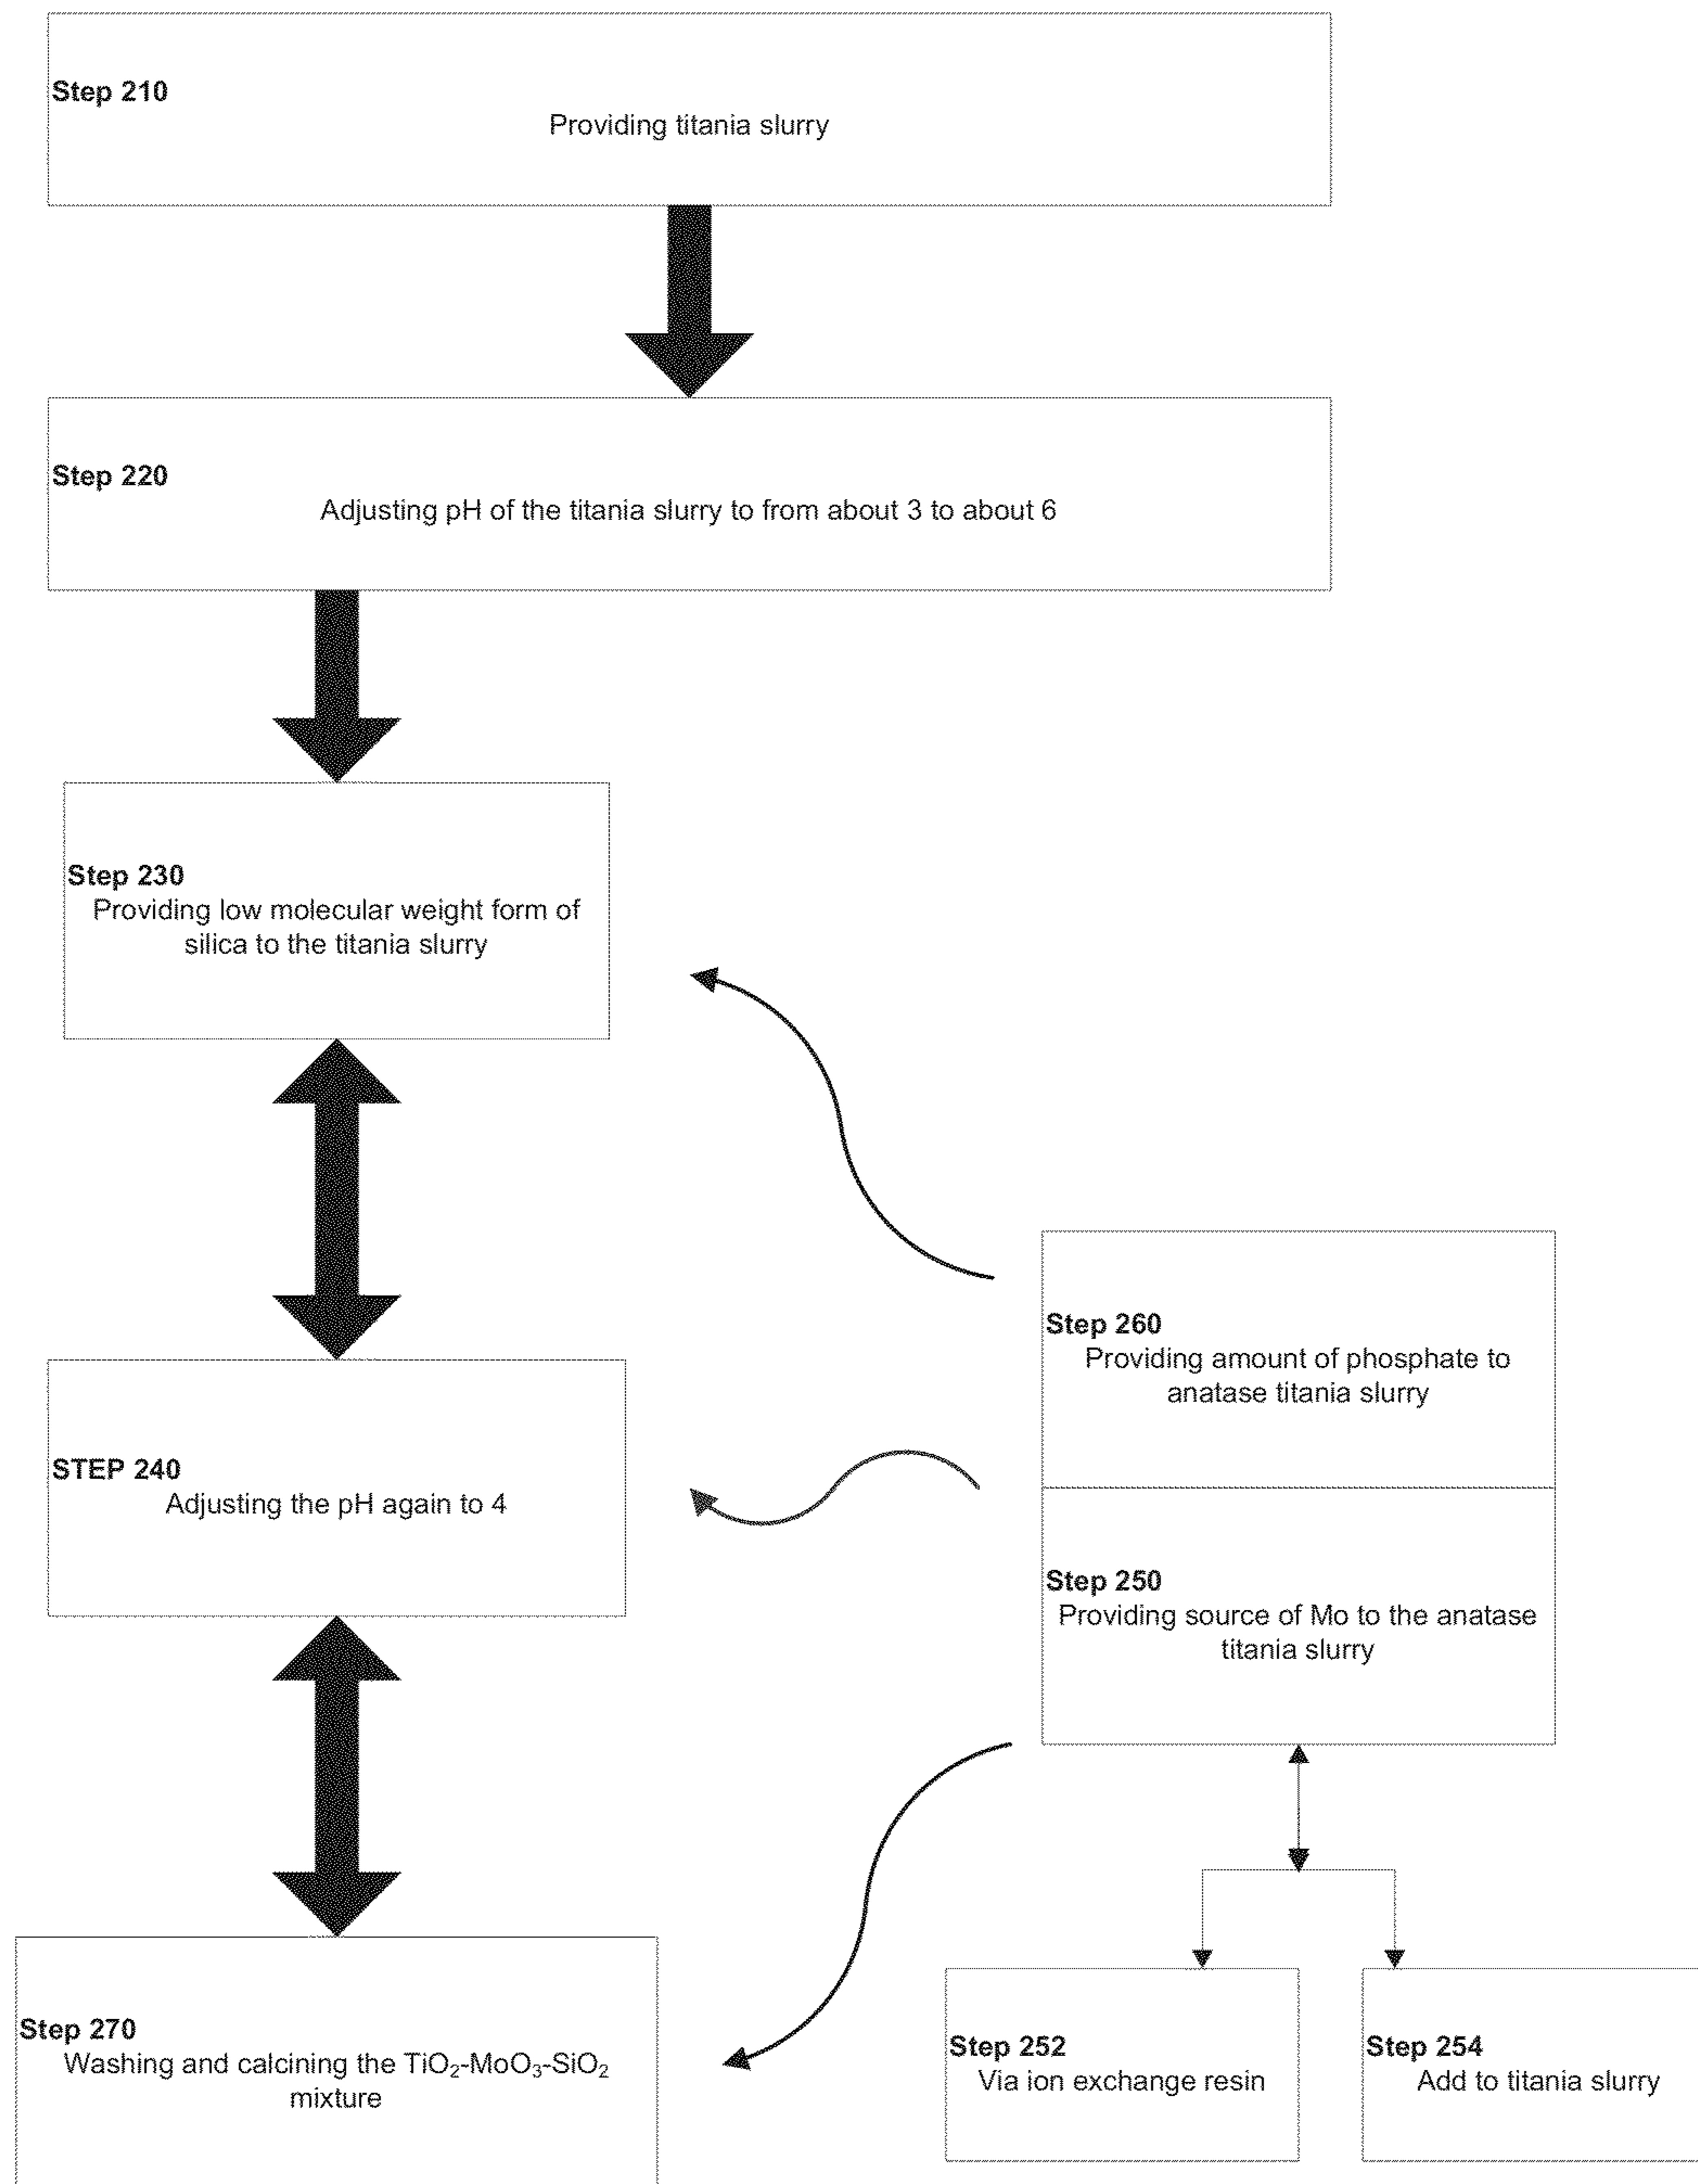 Step 210
Providing titania slurry
Step 220
Adjusting pH of the titania slurry to from about 3 to about 6
Step 230
Providing low molecular weight form of
silica to the titania slurry
Step 260
Providing amount of phosphate to
anatase titania slurry
STEP 240
Adjusting the pH again to 4
Step 250
Providing source of Mo to the anatase
titania slurry
Step 270
Washing and calcining the TiO₂-MoO₃-SiO₂
mixture
Step 252
Via ion exchange resin
Step 254
Add to titania slurry